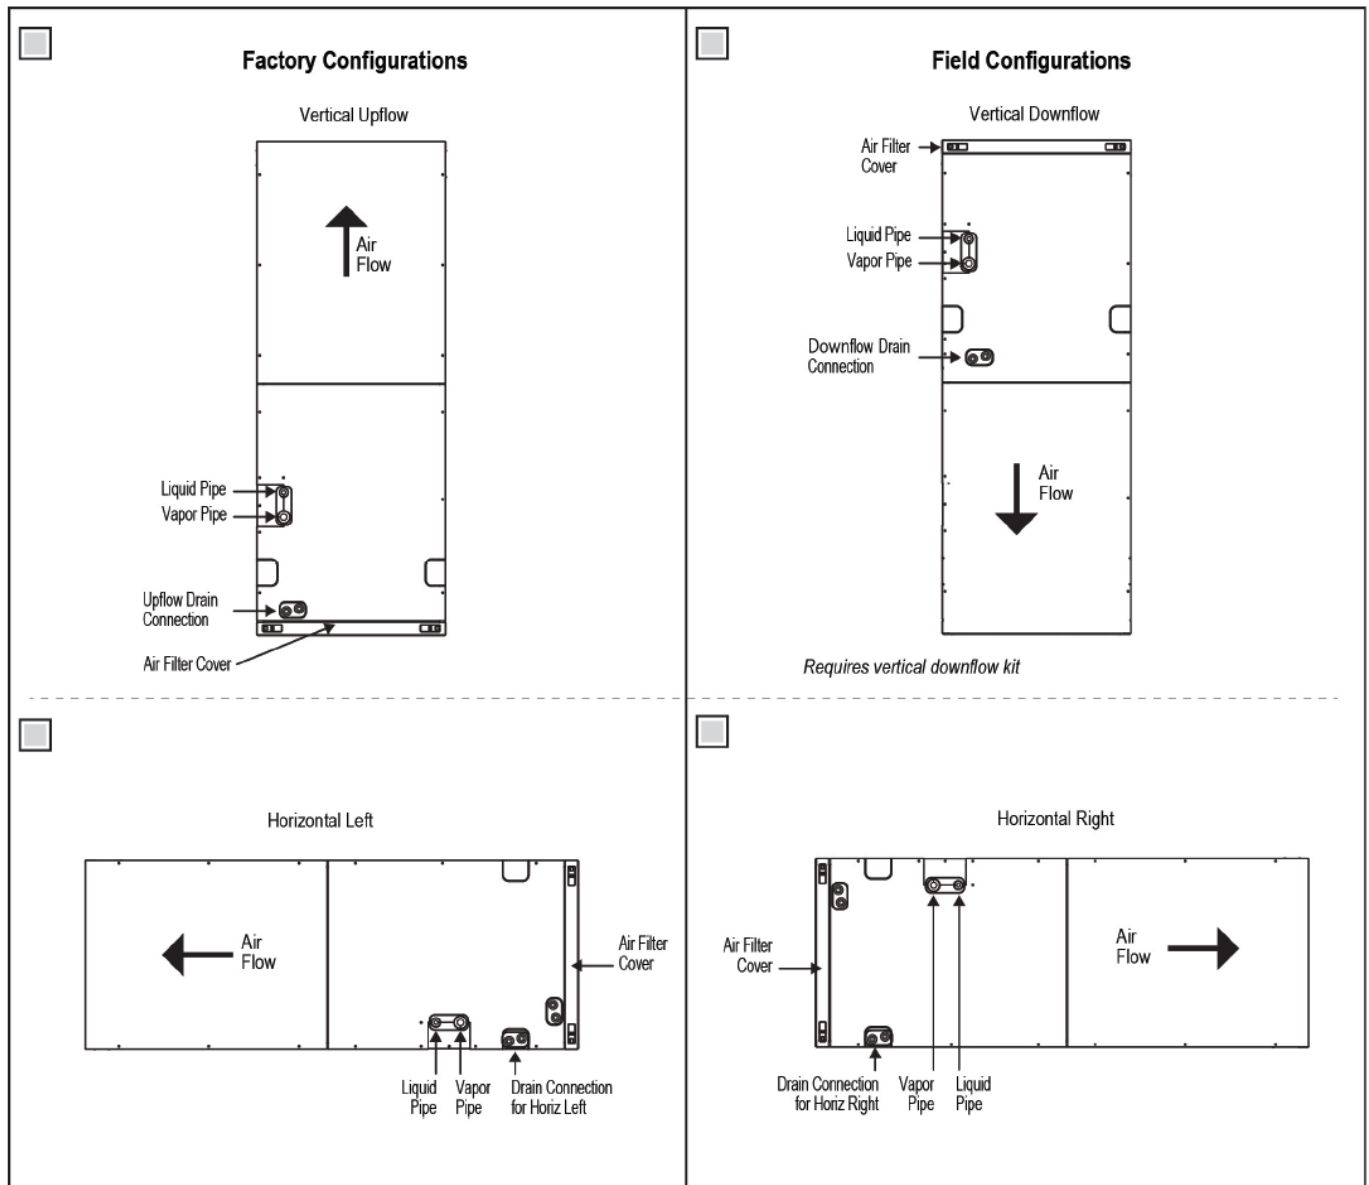 Factory Configurations
Vertical Upflow
Air
Flow
Liquid Pipe
Vapor Pipe
Upflow Drain
Connection
Air Filter Cover
Field Configurations
Vertical Downflow
Air Filter
Cover
Liquid Pipe
Vapor Pipe
Downflow Drain
Connection
Air
Flow
Requires vertical downflow kit
Horizontal Left
Air
Flow
Air Filter
Cover
Liquid
Pipe
Vapor
Pipe
Drain Connection
for Horiz Left
Horizontal Right
Air Filter
Cover
Air
Flow
Drain Connection
for Horiz Right
Vapor
Pipe
Liquid
Pipe